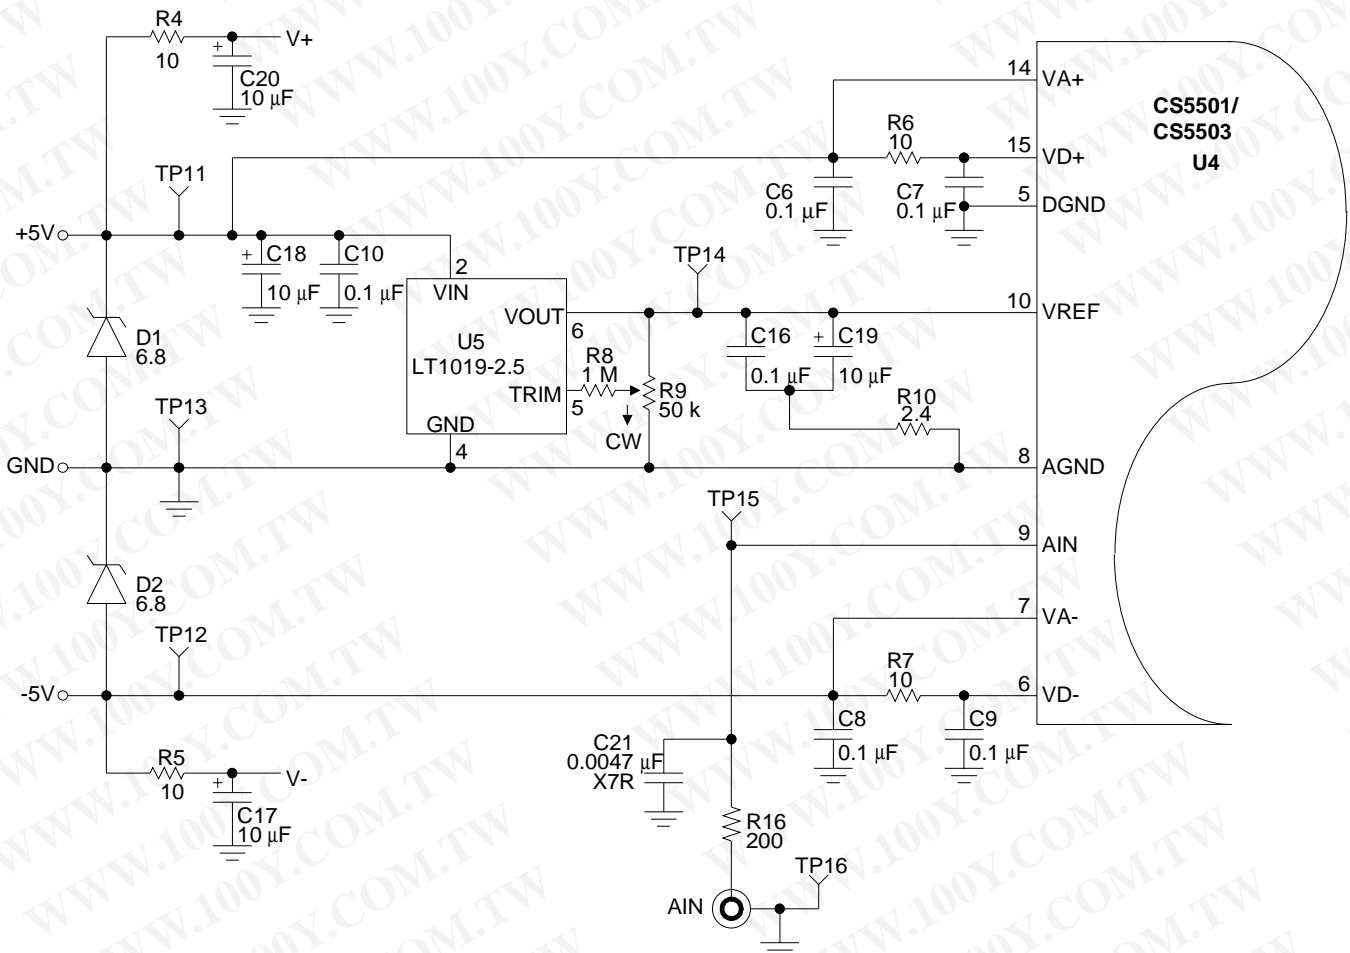 R4
10
V+
+
C20
10 µF
14
VA+
CS5501/
CS5503
U4
R6
10
15
VD+
TP11
C6
0.1 µF
C7
0.1 µF
5
DGND
+5V
+
C18
10 µF
C10
0.1 µF
2
VIN
TP14
VOUT
6
10
VREF
U5
LT1019-2.5
D1
6.8
R8
1 M
C16
0.1 µF
+
C19
10 µF
TRIM
5
R9
50 k
R10
2.4
TP13
GND
4
CW
GND
8
AGND
TP15
9
AIN
D2
6.8
7
VA-
TP12
R7
10
-5V
6
VD-
C8
0.1 µF
C9
0.1 µF
R5
10
V-
+
C17
10 µF
C21
0.0047 µF
X7R
R16
200
TP16
AIN
WWW.100Y.COM.TW